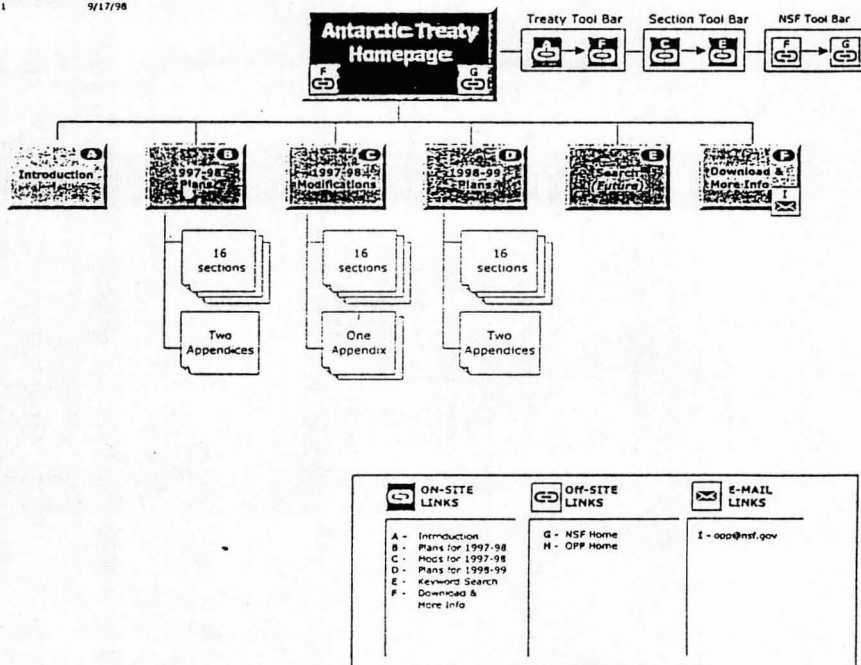 1 9/17/98
Antarctic Treaty
Homepage
F
G
Treaty Tool Bar
A
F
Section Tool Bar
C
E
NSF Tool Bar
F
G
A
Introduction
B
1997-98
Plans
C
1997-98
Modifications
D
1998-99
Plans
E
Search
(Future)
F
Download &
More Info
I
16
sections
16
sections
16
sections
Two
Appendices
One
Appendix
Two
Appendices
ON-SITE
LINKS
A - Introduction
B - Plans for 1997-98
C - Mods for 1997-98
D - Plans for 1998-99
E - Keyword Search
F - Download &
More Info
Off-SITE
LINKS
G - NSF Home
H - OPP Home
E-MAIL
LINKS
I - opp@nsf.gov